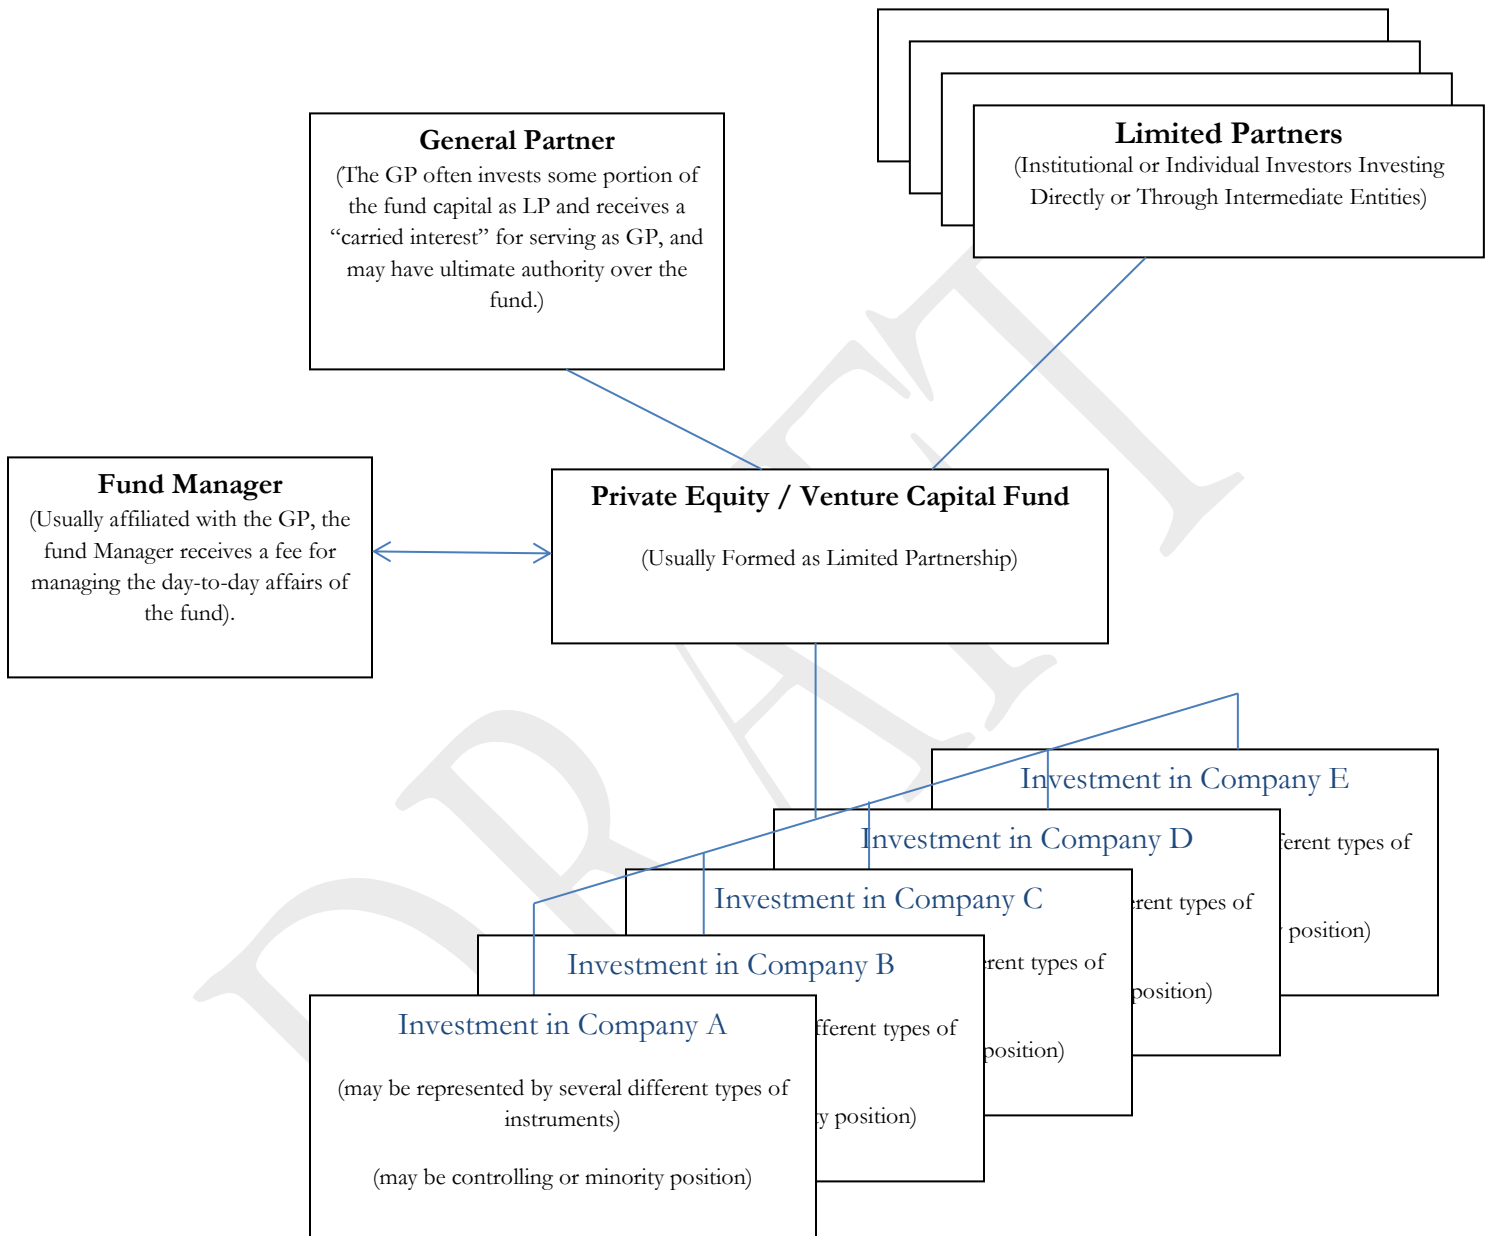 General Partner
(The GP often invests some portion of
the fund capital as LP and receives a
“carried interest” for serving as GP, and
may have ultimate authority over the
fund.)
Limited Partners
(Institutional or Individual Investors Investing
Directly or Through Intermediate Entities)
Fund Manager
(Usually affiliated with the GP, the
fund Manager receives a fee for
managing the day-to-day affairs of
the fund).
Private Equity / Venture Capital Fund
(Usually Formed as Limited Partnership)
Investment in Company E
types of
position)
Investment in Company D
types of
position)
Investment in Company C
types of
position)
Investment in Company B
types of
position)
Investment in Company A
(may be represented by several different types of
instruments)
(may be controlling or minority position)
DRAFT